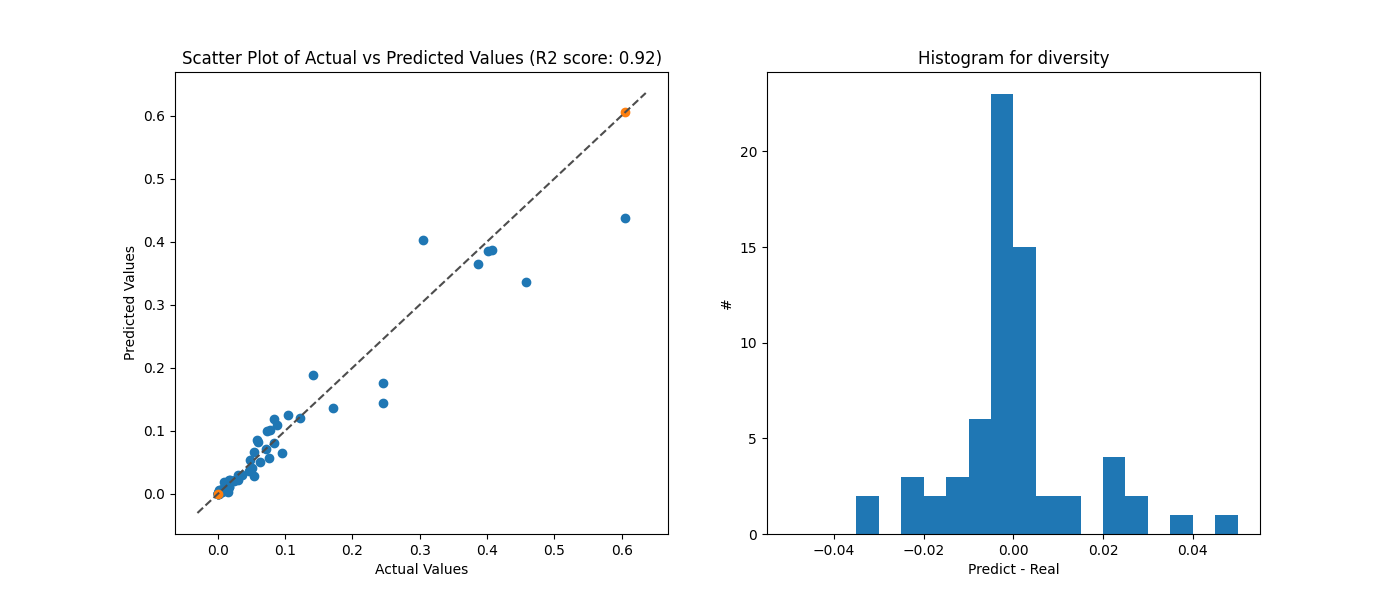 Scatter Plot of Actual vs Predicted Values (R2 score: 0.92)
Predicted Values
0.6
0.5
0.4
0.3
0.2
0.1
0.0
0.0 0.1 0.2 0.3 0.4 0.5 0.6
Actual Values
Histogram for diversity
#
20
15
10
5
0
−0.04 −0.02 0.00 0.02 0.04
Predict - Real